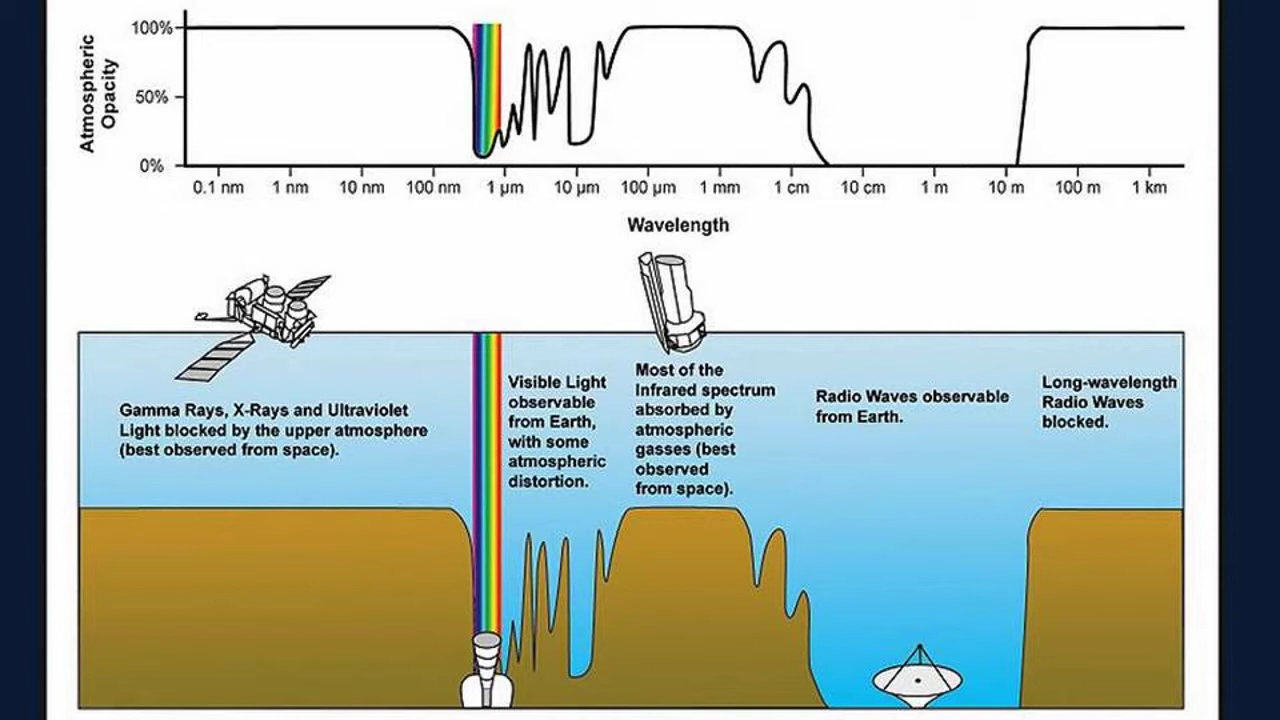 Atmospheric
Opacity
100%
50%
0%
0.1 nm 1 nm 10 nm 100 nm 1 µm 10 µm 100 µm 1 mm 1 cm 10 cm 1 m 10 m 100 m 1 km
Wavelength
Gamma Rays, X-Rays and Ultraviolet
Light blocked by the upper atmosphere
(best observed from space).
Visible Light
observable
from Earth,
with some
atmospheric
distortion.
Most of the
Infrared spectrum
absorbed by
atmospheric
gasses (best
observed
from space).
Radio Waves observable
from Earth.
Long-wavelength
Radio Waves
blocked.